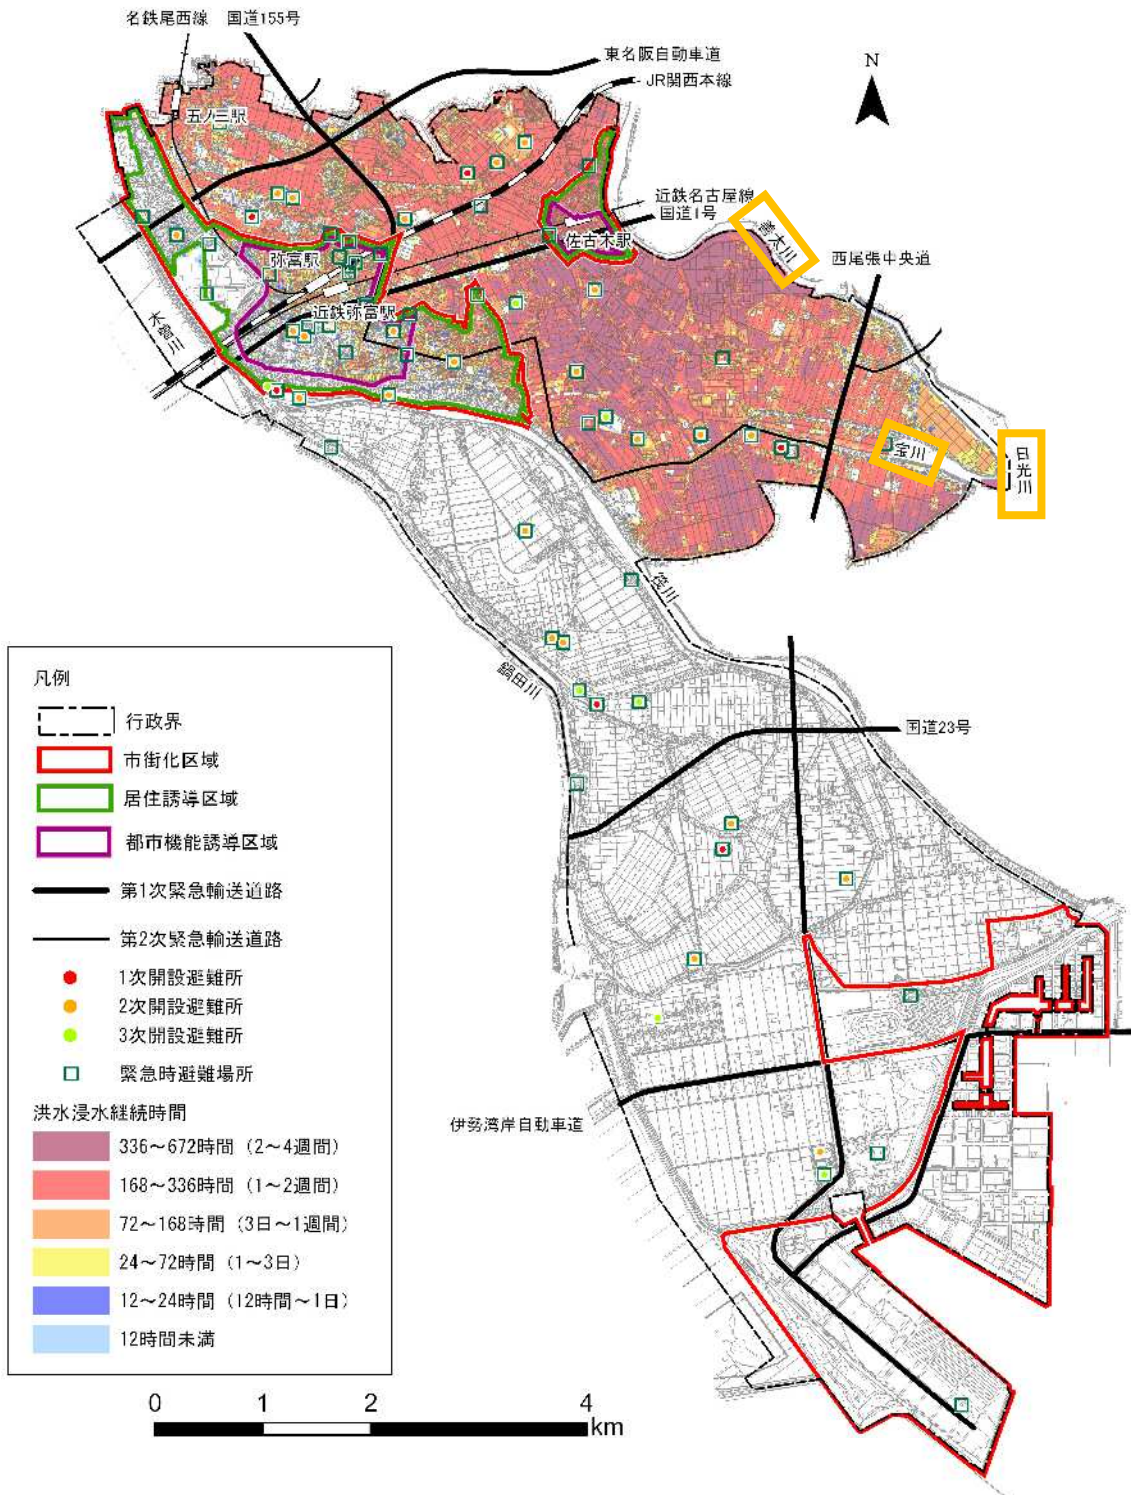 名鉄尾西線 国道155号
東名阪自動車道
JR関西本線
N
五ノ三駅
近鉄名古屋線
国道1号
善太川
佐古木駅
西尾張中央道
弥富駅
近鉄弥富駅
木曽川
宝川
日光川
筏川
鍋田川
国道23号
伊勢湾岸自動車道
凡例
行政界
市街化区域
居住誘導区域
都市機能誘導区域
第1次緊急輸送道路
第2次緊急輸送道路
1次開設避難所
2次開設避難所
3次開設避難所
緊急時避難場所
洪水浸水継続時間
336～672時間（2～4週間）
168～336時間（1～2週間）
72～168時間（3日～1週間）
24～72時間（1～3日）
12～24時間（12時間～1日）
12時間未満
0 1 2 4
km